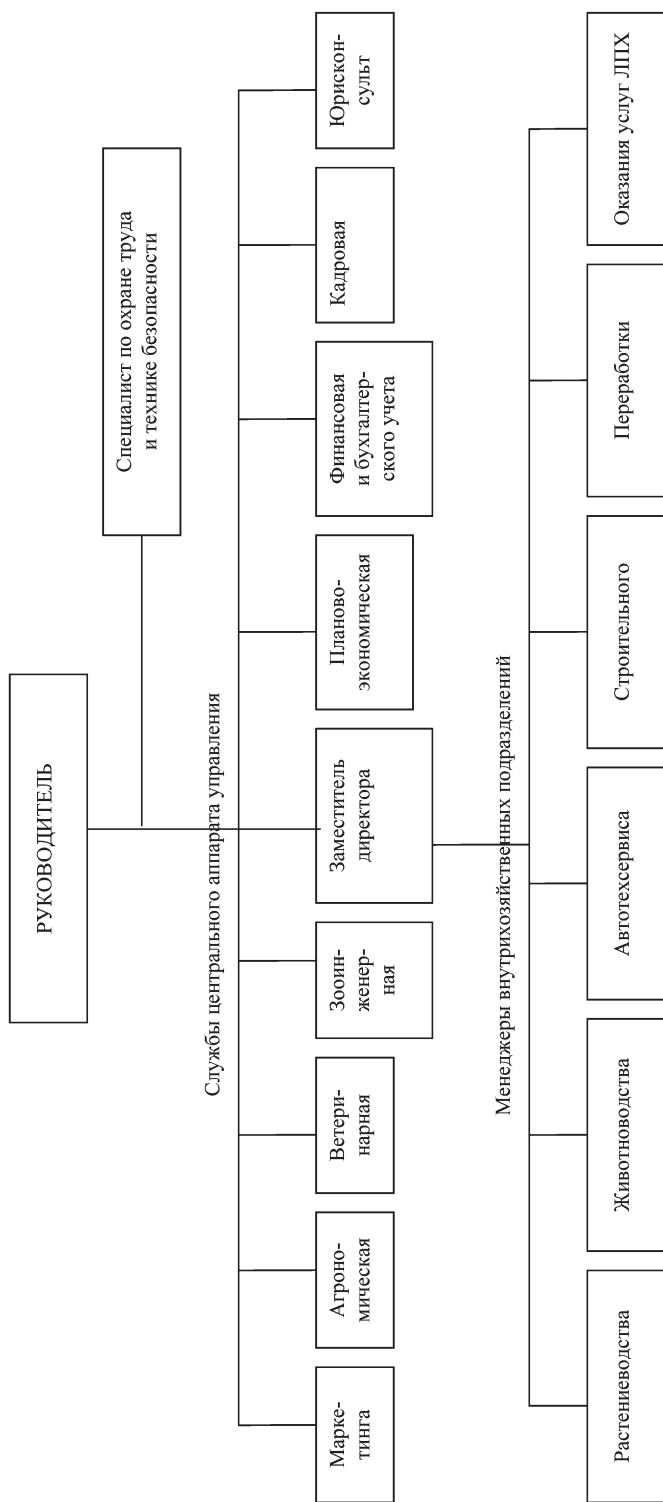 РУКОВОДИТЕЛЬ
Специалист по охране труда
и технике безопасности
Службы центрального аппарата управления
Марке-
тинга
Агроно-
мическая
Ветери-
нарная
Зооин-
женер-
ная
Заместитель
директора
Планово-
экономическая
Финансовая
и бухгалтер-
ского учета
Кадровая
Юрискон-
сульт
Менеджеры внутрихозяйственных подразделений
Растениеводства
Животноводства
Автотехсервиса
Строительного
Переработки
Оказания услуг ЛПХ